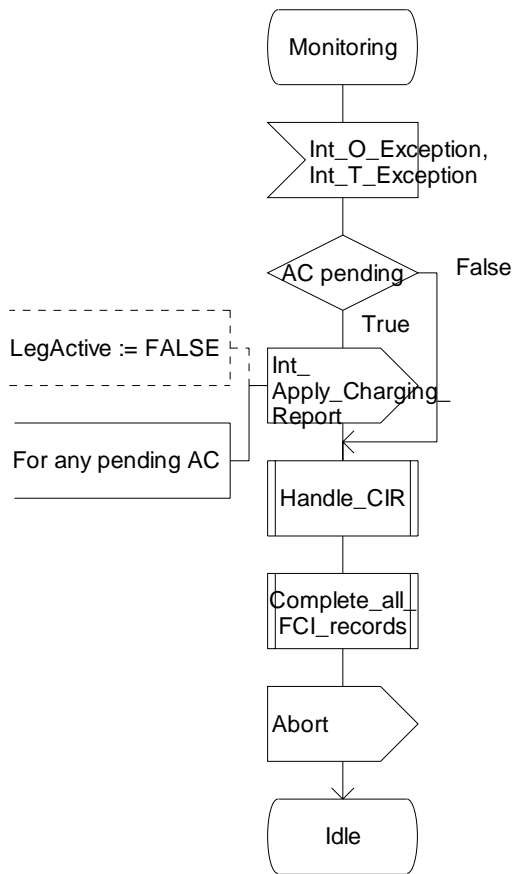 Monitoring
Int_O_Exception,
Int_T_Exception
AC pending
False
True
LegActive := FALSE
Int_
Apply_Charging_
Report
For any pending AC
Handle_CIR
Complete_all_
FCI_records
Abort
Idle